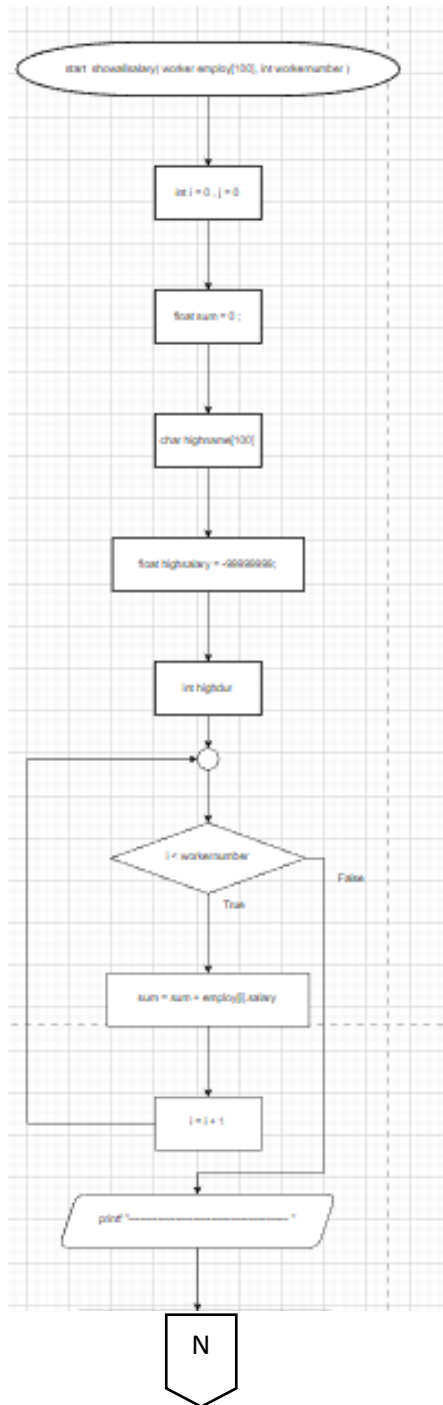 start showallsalary( worker employ[100], int workernumber )
int i = 0 , j = 0
float sum = 0 ;
char highname[100]
float highsalary = -99999999;
int highdur
i < workernumber
False
True
sum = sum + employ[i].salary
i = i + 1
printf "------------------------------------------------ "
N